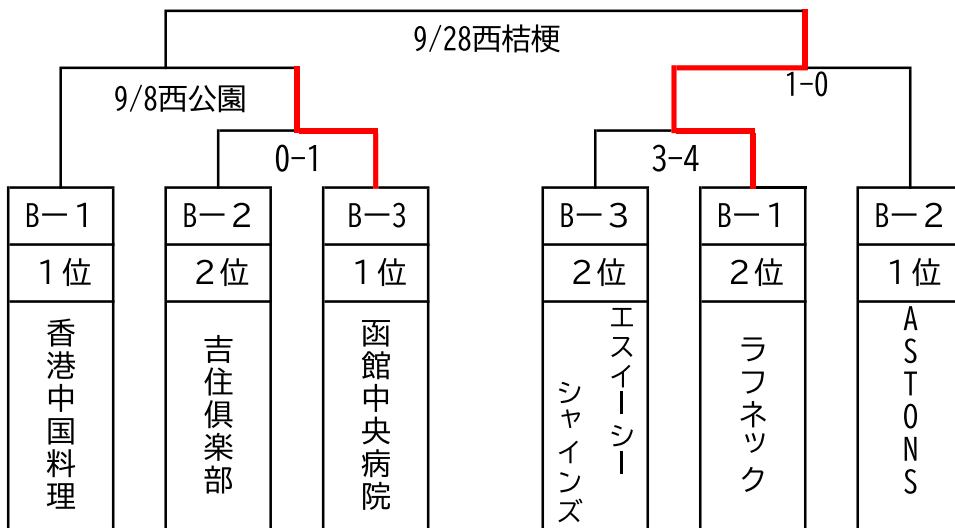 9/28西桔梗
9/8西公園
1-0
0-1
3-4
B-1
B-2
B-3
B-3
B-1
B-2
1位
2位
1位
2位
2位
1位
香港中国料理
吉住倶楽部
函館中央病院
エスイーシー
シャインズ
ラフネック
ASTONS